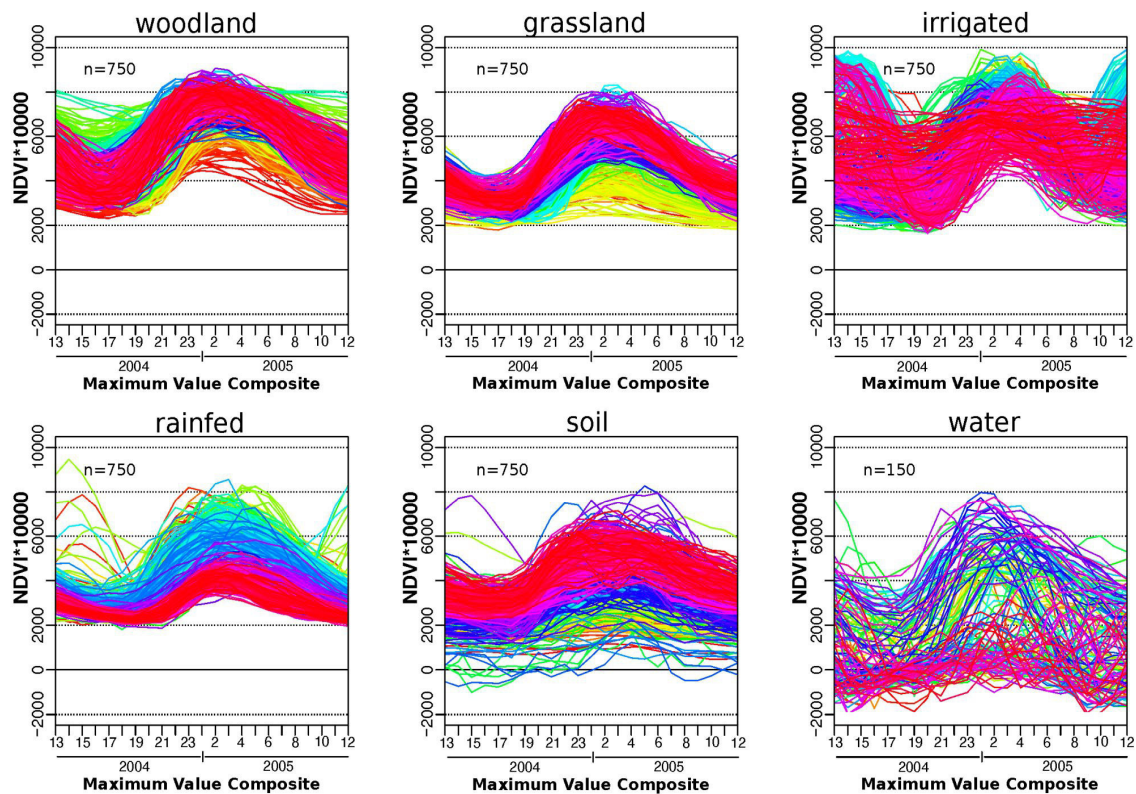 woodland grassland irrigated
n=750 n=750 n=750
NDVI*10000 NDVI*10000 NDVI*10000
10000 10000 10000
6000 6000 6000
2000 2000 2000
0 0 0
−2000 −2000 −2000
13 15 17 19 21 23 2 4 6 8 10 12 13 15 17 19 21 23 2 4 6 8 10 12 13 15 17 19 21 23 2 4 6 8 10 12
2004 2005 2004 2005 2004 2005
Maximum Value Composite Maximum Value Composite Maximum Value Composite
rainfed soil water
n=750 n=750 n=150
NDVI*10000 NDVI*10000 NDVI*10000
10000 10000 10000
6000 6000 6000
2000 2000 2000
0 0 0
−2000 −2000 −2000
13 15 17 19 21 23 2 4 6 8 10 12 13 15 17 19 21 23 2 4 6 8 10 12 13 15 17 19 21 23 2 4 6 8 10 12
2004 2005 2004 2005 2004 2005
Maximum Value Composite Maximum Value Composite Maximum Value Composite